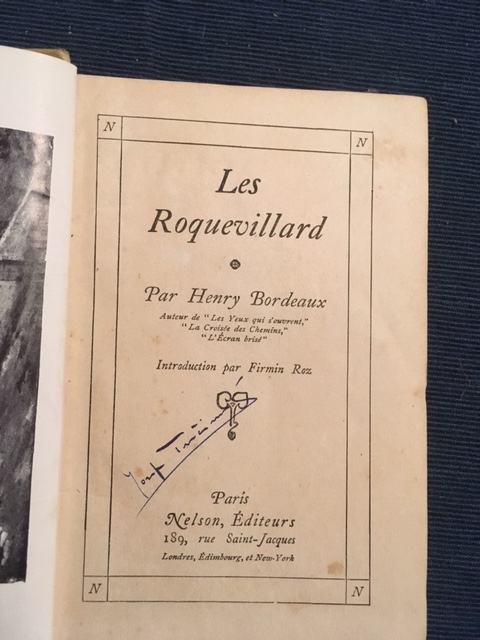 N
N
Les
Roquevillard
Par Henry Bordeaux
Auteur de "Les Yeux qui s'ouvrent,"
"La Croisée des Chemins,"
"L'Écran brisé"
Introduction par Firmin Roz
Paris
Nelson, Éditeurs
189, rue Saint-Jacques
Londres, Édimbourg, et New-York
N
N